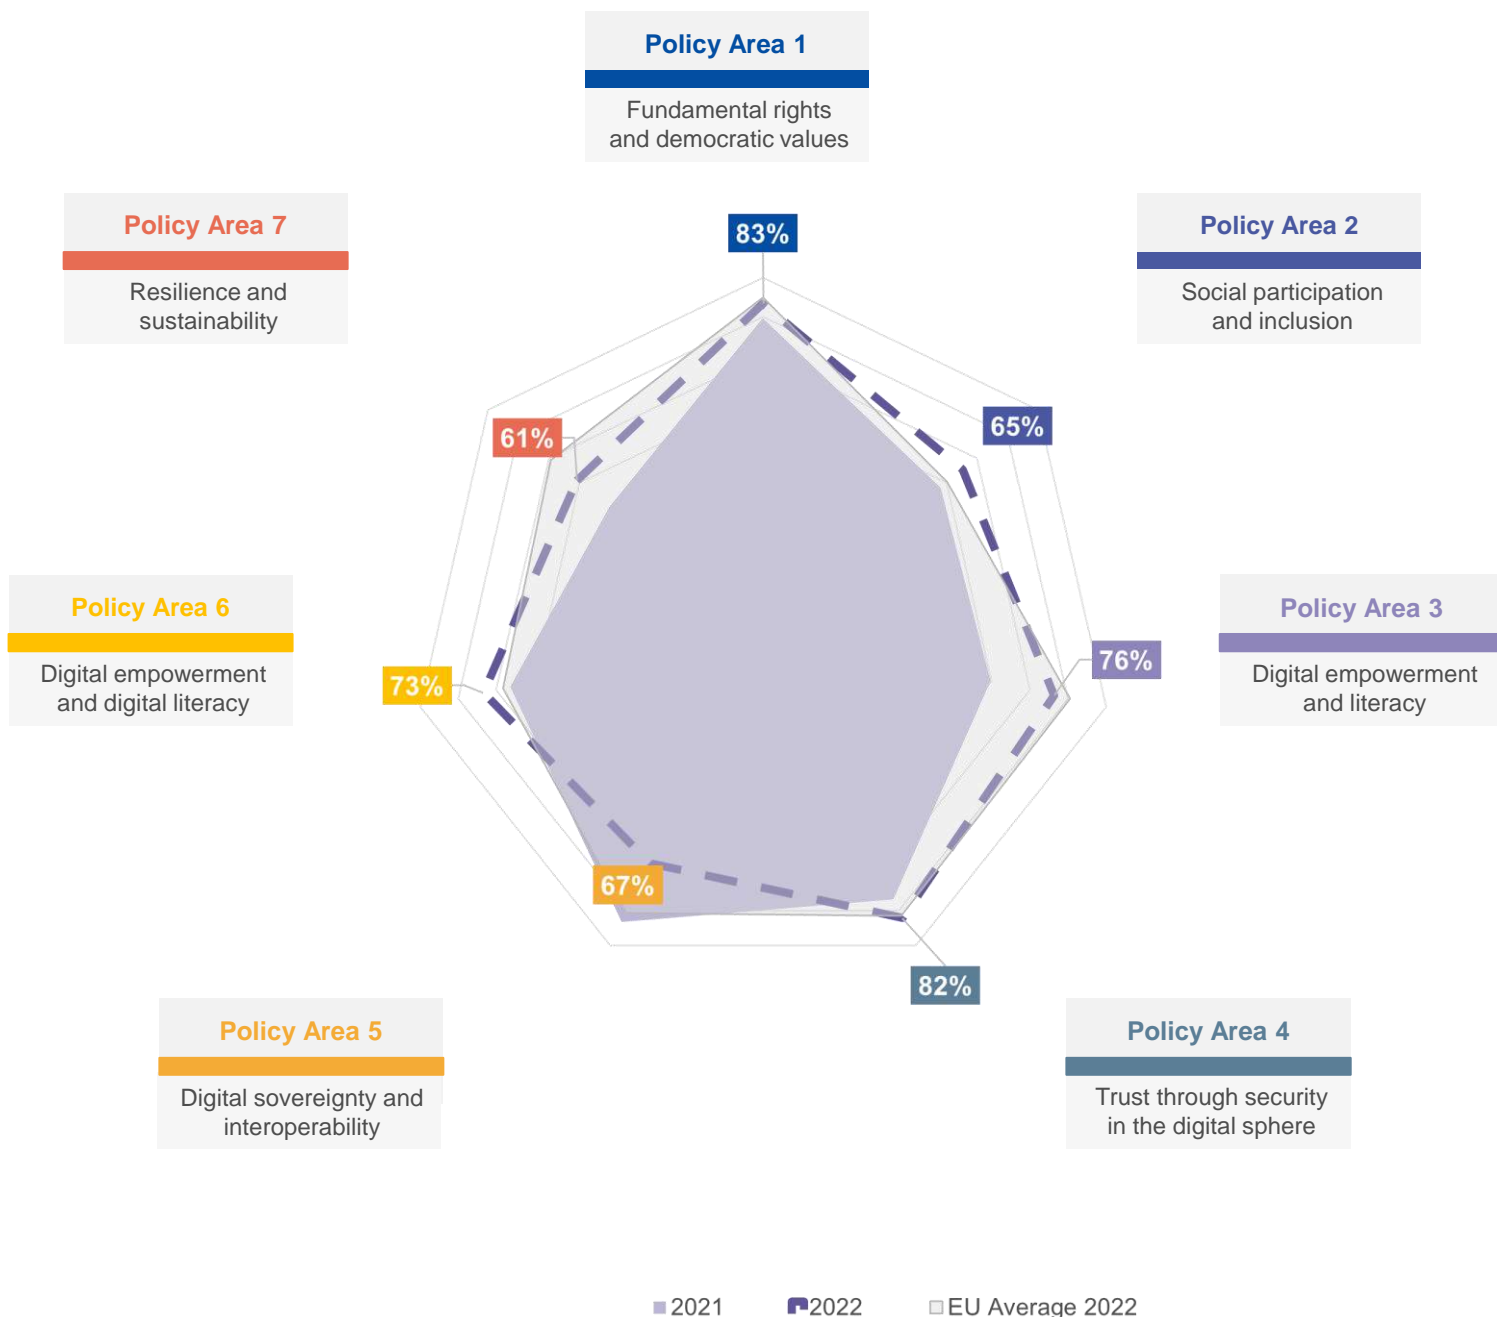 Policy Area 1
Fundamental rights
and democratic values
Policy Area 7
Resilience and
sustainability
83%
Policy Area 2
Social participation
and inclusion
61%
65%
Policy Area 6
Digital empowerment
and digital literacy
73%
76%
Policy Area 3
Digital empowerment
and literacy
67%
82%
Policy Area 5
Digital sovereignty and
interoperability
Policy Area 4
Trust through security
in the digital sphere
2021
2022
EU Average 2022